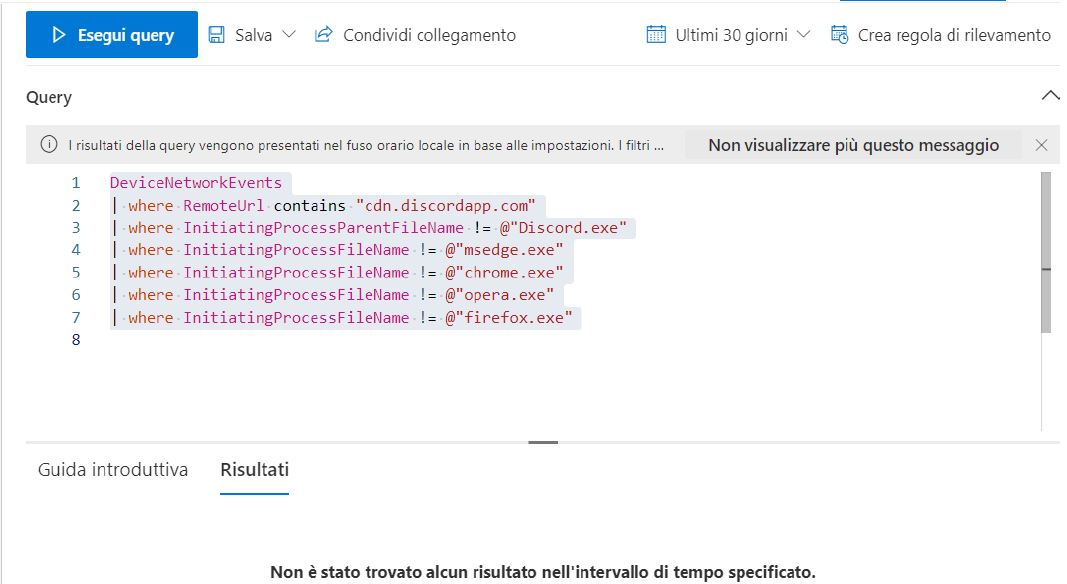 Esegui query Salva Condividi collegamento Ultimi 30 giorni Crea regola di rilevamento
Query
I risultati della query vengono presentati nel fuso orario locale in base alle impostazioni. I filtri ... Non visualizzare più questo messaggio
1 DeviceNetworkEvents
2 | where RemoteUrl contains "cdn.discordapp.com"
3 | where InitiatingProcessParentFileName != @"Discord.exe"
4 | where InitiatingProcessFileName != @"msedge.exe"
5 | where InitiatingProcessFileName != @"chrome.exe"
6 | where InitiatingProcessFileName != @"opera.exe"
7 | where InitiatingProcessFileName != @"firefox.exe"
8
Guida introduttiva Risultati
Non è stato trovato alcun risultato nell'intervallo di tempo specificato.